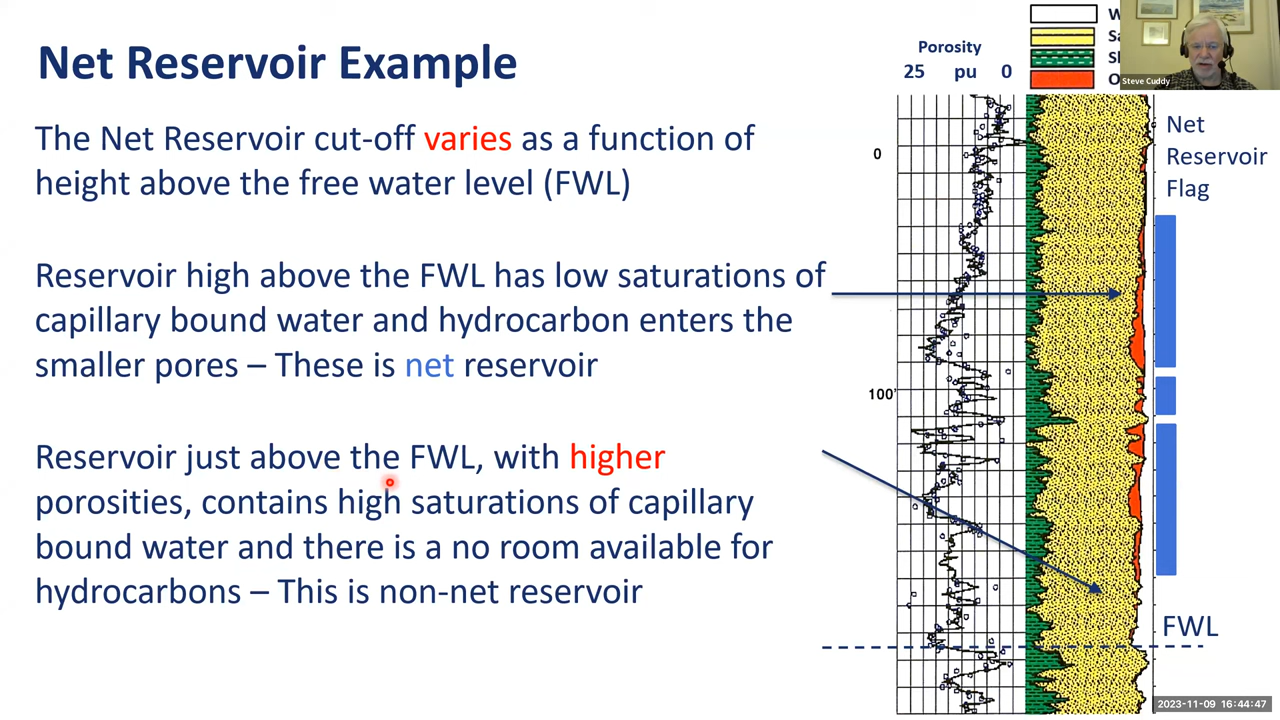 Net Reservoir Example
The Net Reservoir cut-off varies as a function of
height above the free water level (FWL)
Reservoir high above the FWL has low saturations of
capillary bound water and hydrocarbon enters the
smaller pores – These is net reservoir
Reservoir just above the FWL, with higher
porosities, contains high saturations of capillary
bound water and there is a no room available for
hydrocarbons – This is non-net reservoir
Porosity
25 pu 0
0
100'
Steve Cuddy
Net
Reservoir
Flag
FWL
2023-11-09 16:44:47